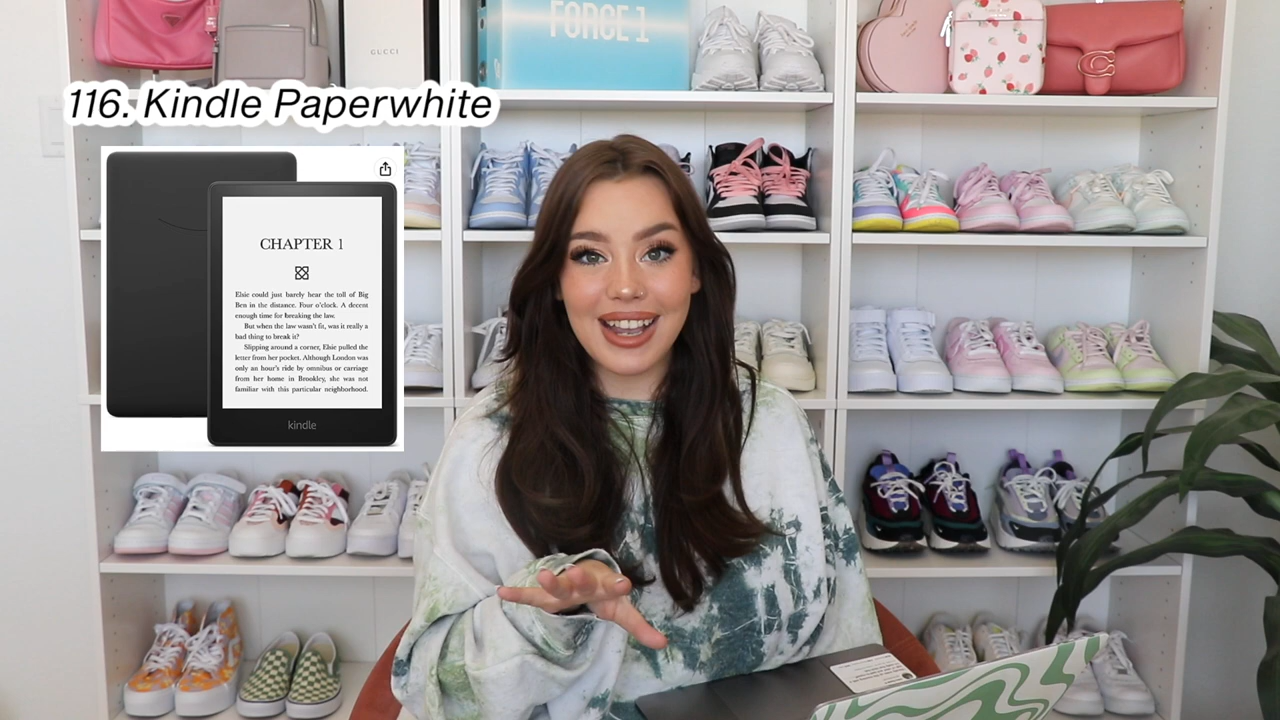 FORCE 1
GUCCI
116. Kindle Paperwhite
CHAPTER 1
Elsie could just barely hear the toll of Big
Ben in the distance. Four o'clock. A decent
enough time for breaking the law.
But when the law wasn't fit, was it really a
bad thing to break it?
Slipping around a corner, Elsie pulled the
letter from her pocket. Although London was
only an hour's ride by omnibus or carriage
from her home in Brookley, she was not
familiar with this particular neighborhood.
kindle